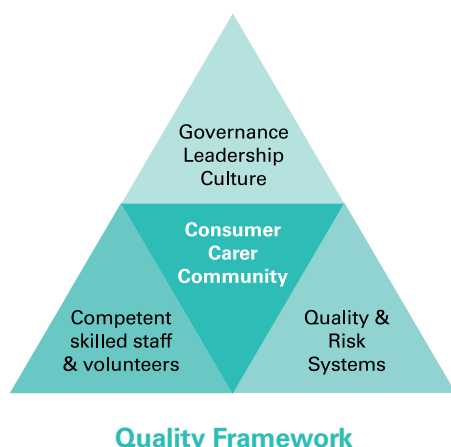 Governance
Leadership
Culture
Consumer
Carer
Community
Competent
skilled staff
& volunteers
Quality &
Risk
Systems
Quality Framework